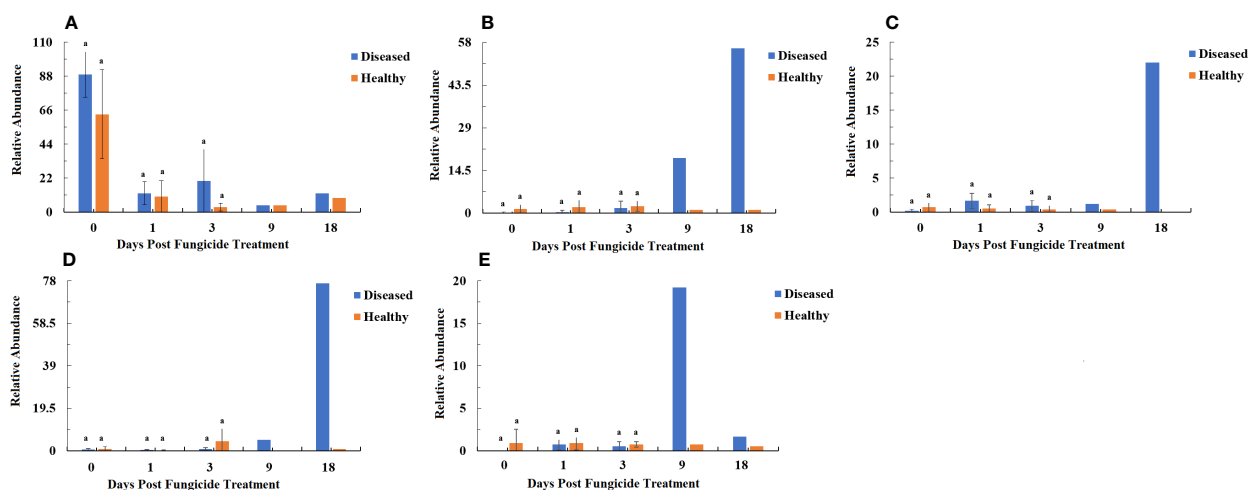 A
110
88
66
44
22
0
Relative Abundance
a
a
a
a
a
a
Diseased
Healthy
0 1 3 9 18
Days Post Fungicide Treatment
B
58
43.5
29
14.5
0
Relative Abundance
a
a
a
a
a
a
Diseased
Healthy
0 1 3 9 18
Days Post Fungicide Treatment
C
25
20
15
10
5
0
Relative Abundance
a
a
a
a
a
a
Diseased
Healthy
0 1 3 9 18
Days Post Fungicide Treatment
D
78
58.5
39
19.5
0
Relative Abundance
a
a
a
a
a
a
Diseased
Healthy
0 1 3 9 18
Days Post Fungicide Treatment
E
20
15
10
5
0
Relative Abundance
a
a
a
a
a
a
Diseased
Healthy
0 1 3 9 18
Days Post Fungicide Treatment